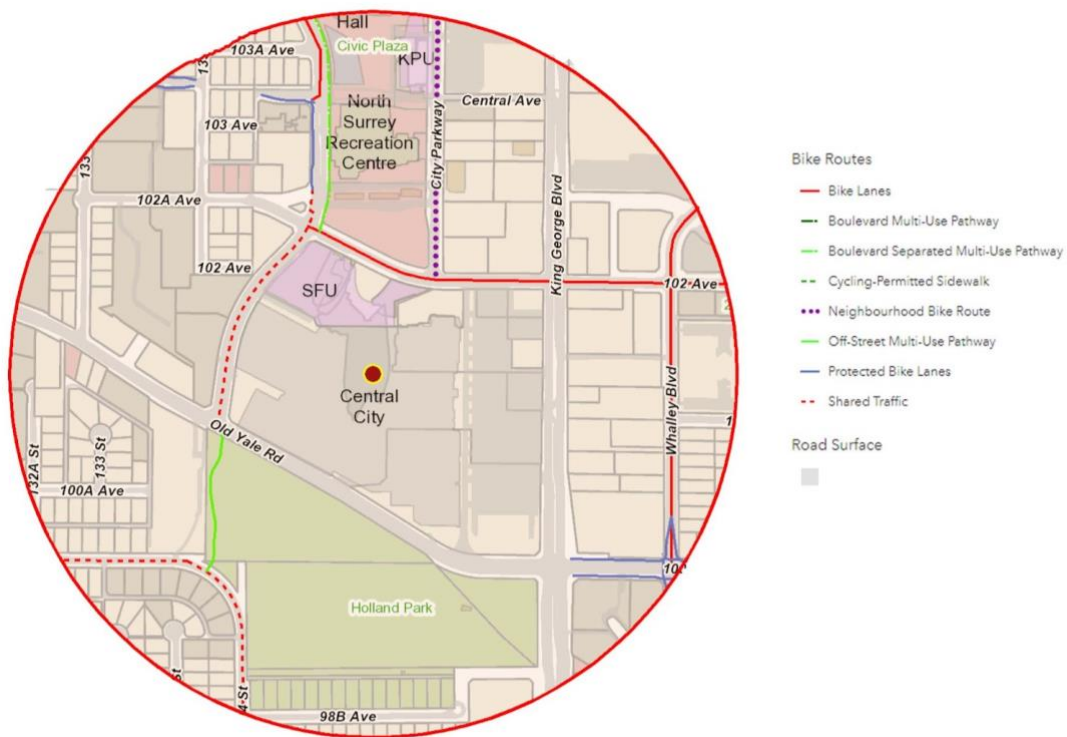 Hall
Civic Plaza
103A Ave
KPU
North
Surrey
Recreation
Centre
Central Ave
City Parkway
103 Ave
133
102A Ave
King George Blvd
102 Ave
SFU
102 Ave
Central
City
Whalley Blvd
Old Yale Rd
132A St
133 St
100A Ave
Holland Park
98B Ave
Bike Routes
Bike Lanes
Boulevard Multi-Use Pathway
Boulevard Separated Multi-Use Pathway
Cycling-Permitted Sidewalk
Neighbourhood Bike Route
Off-Street Multi-Use Pathway
Protected Bike Lanes
Shared Traffic
Road Surface